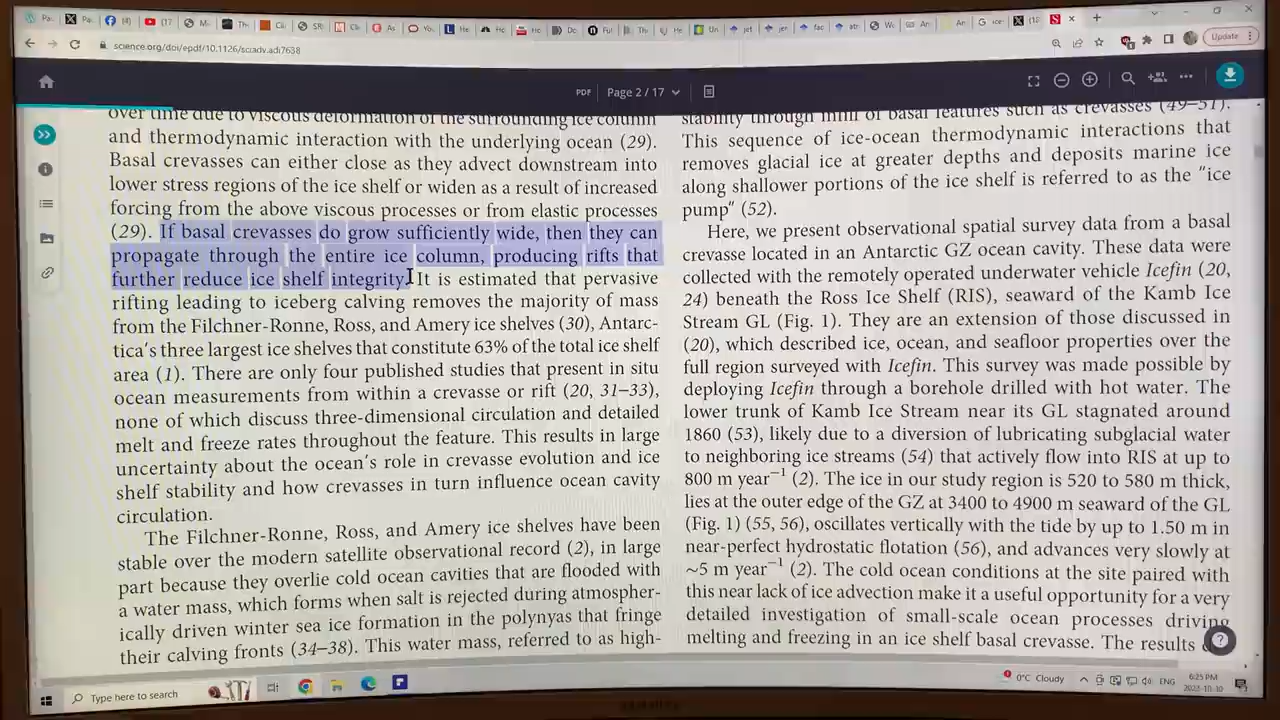 science.org/doi/epdf/10.1126/sciadv.adi7638
Update
PDF
Page 2 / 17
over time due to viscous deformation of the surrounding ice column
and thermodynamic interaction with the underlying ocean (29).
Basal crevasses can either close as they advect downstream into
lower stress regions of the ice shelf or widen as a result of increased
forcing from the above viscous processes or from elastic processes
(29). If basal crevasses do grow sufficiently wide, then they can
propagate through the entire ice column, producing rifts that
further reduce ice shelf integrity. It is estimated that pervasive
rifting leading to iceberg calving removes the majority of mass
from the Filchner-Ronne, Ross, and Amery ice shelves (30), Antarc-
tica's three largest ice shelves that constitute 63% of the total ice shelf
area (1). There are only four published studies that present in situ
ocean measurements from within a crevasse or rift (20, 31–33),
none of which discuss three-dimensional circulation and detailed
melt and freeze rates throughout the feature. This results in large
uncertainty about the ocean's role in crevasse evolution and ice
shelf stability and how crevasses in turn influence ocean cavity
circulation.
The Filchner-Ronne, Ross, and Amery ice shelves have been
stable over the modern satellite observational record (2), in large
part because they overlie cold ocean cavities that are flooded with
a water mass, which forms when salt is rejected during atmospher-
ically driven winter sea ice formation in the polynyas that fringe
their calving fronts (34–38). This water mass, referred to as high-
stability through infill of basal features such as crevasses (49–51).
This sequence of ice-ocean thermodynamic interactions that
removes glacial ice at greater depths and deposits marine ice
along shallower portions of the ice shelf is referred to as the "ice
pump" (52).
Here, we present observational spatial survey data from a basal
crevasse located in an Antarctic GZ ocean cavity. These data were
collected with the remotely operated underwater vehicle Icefin (20,
24) beneath the Ross Ice Shelf (RIS), seaward of the Kamb Ice
Stream GL (Fig. 1). They are an extension of those discussed in
(20), which described ice, ocean, and seafloor properties over the
full region surveyed with Icefin. This survey was made possible by
deploying Icefin through a borehole drilled with hot water. The
lower trunk of Kamb Ice Stream near its GL stagnated around
1860 (53), likely due to a diversion of lubricating subglacial water
to neighboring ice streams (54) that actively flow into RIS at up to
800 m year⁻¹ (2). The ice in our study region is 520 to 580 m thick,
lies at the outer edge of the GZ at 3400 to 4900 m seaward of the GL
(Fig. 1) (55, 56), oscillates vertically with the tide by up to 1.50 m in
near-perfect hydrostatic flotation (56), and advances very slowly at
~5 m year⁻¹ (2). The cold ocean conditions at the site paired with
this near lack of ice advection make it a useful opportunity for a very
detailed investigation of small-scale ocean processes driving
melting and freezing in an ice shelf basal crevasse. The results
Type here to search
0°C Cloudy
ENG
6:25 PM
2023-10-30